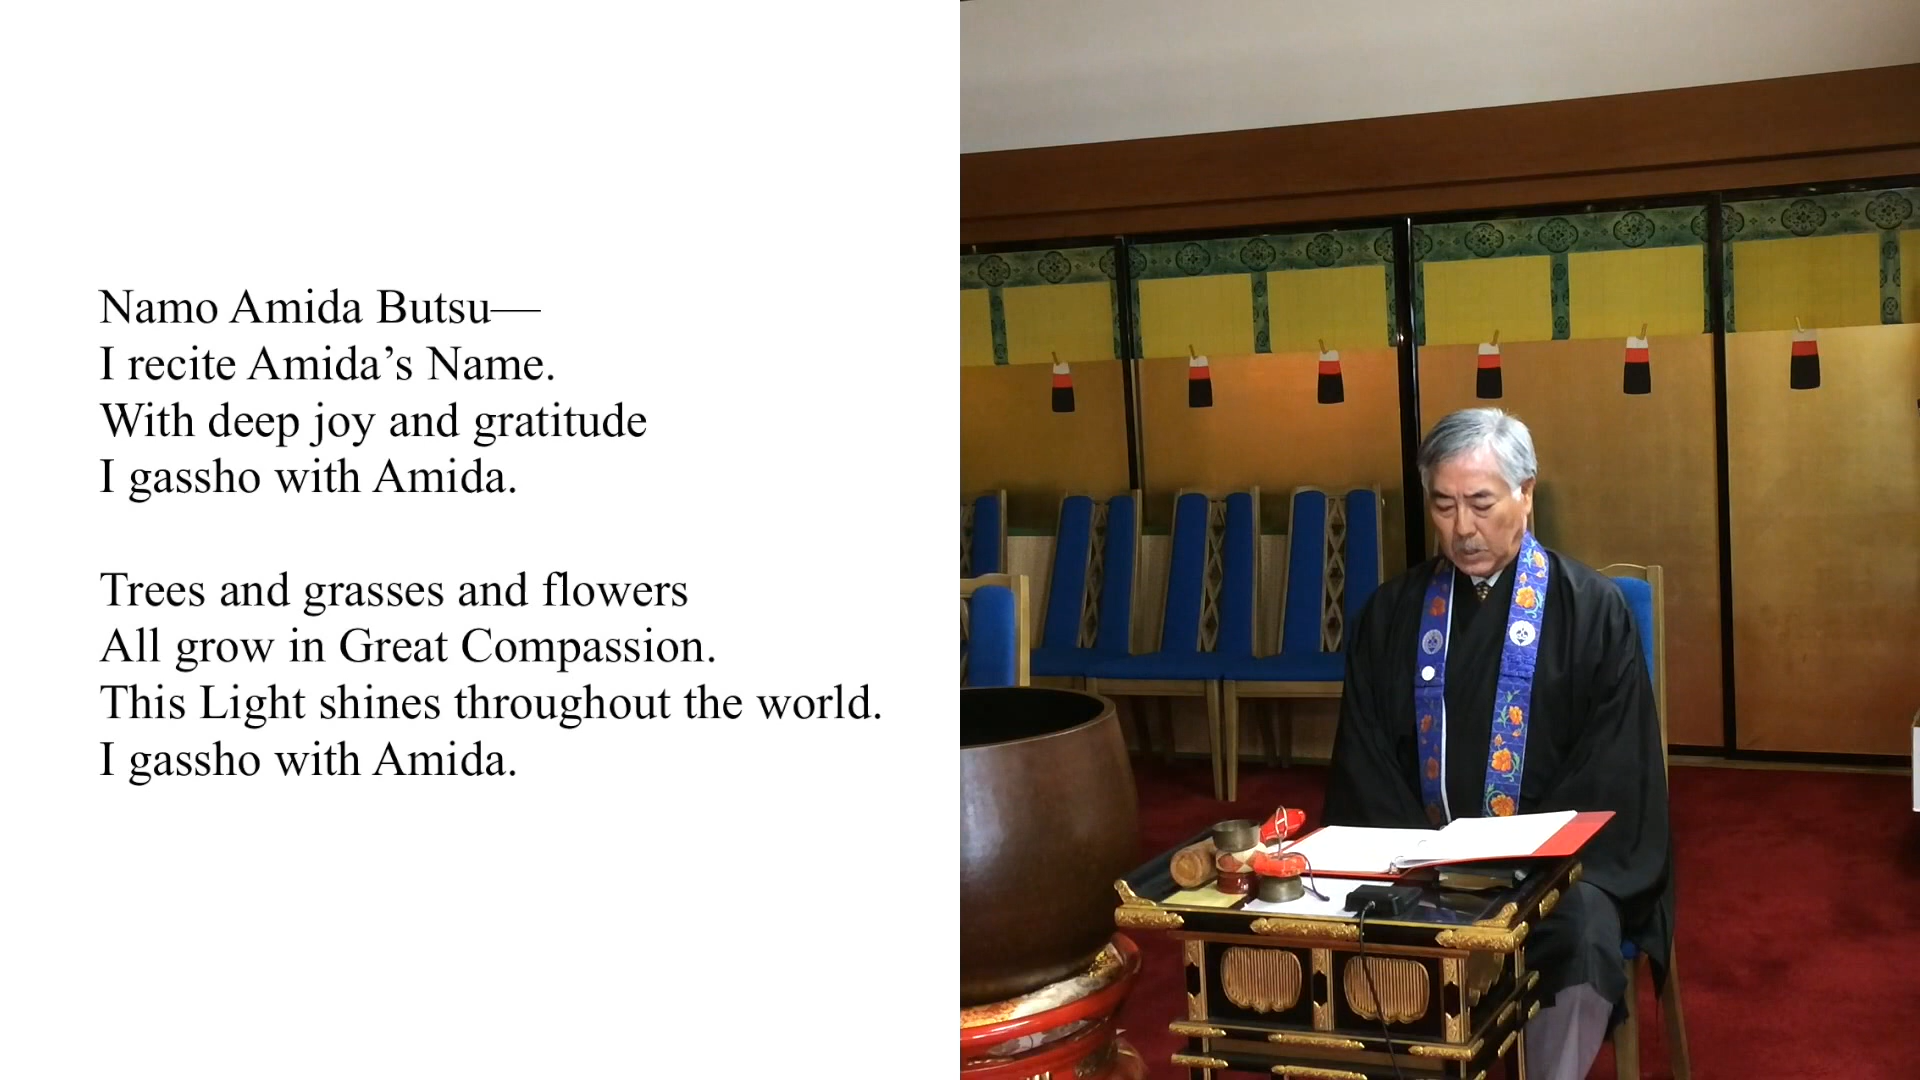 Namo Amida Butsu—
I recite Amida’s Name.
With deep joy and gratitude
I gassho with Amida.
Trees and grasses and flowers
All grow in Great Compassion.
This Light shines throughout the world.
I gassho with Amida.